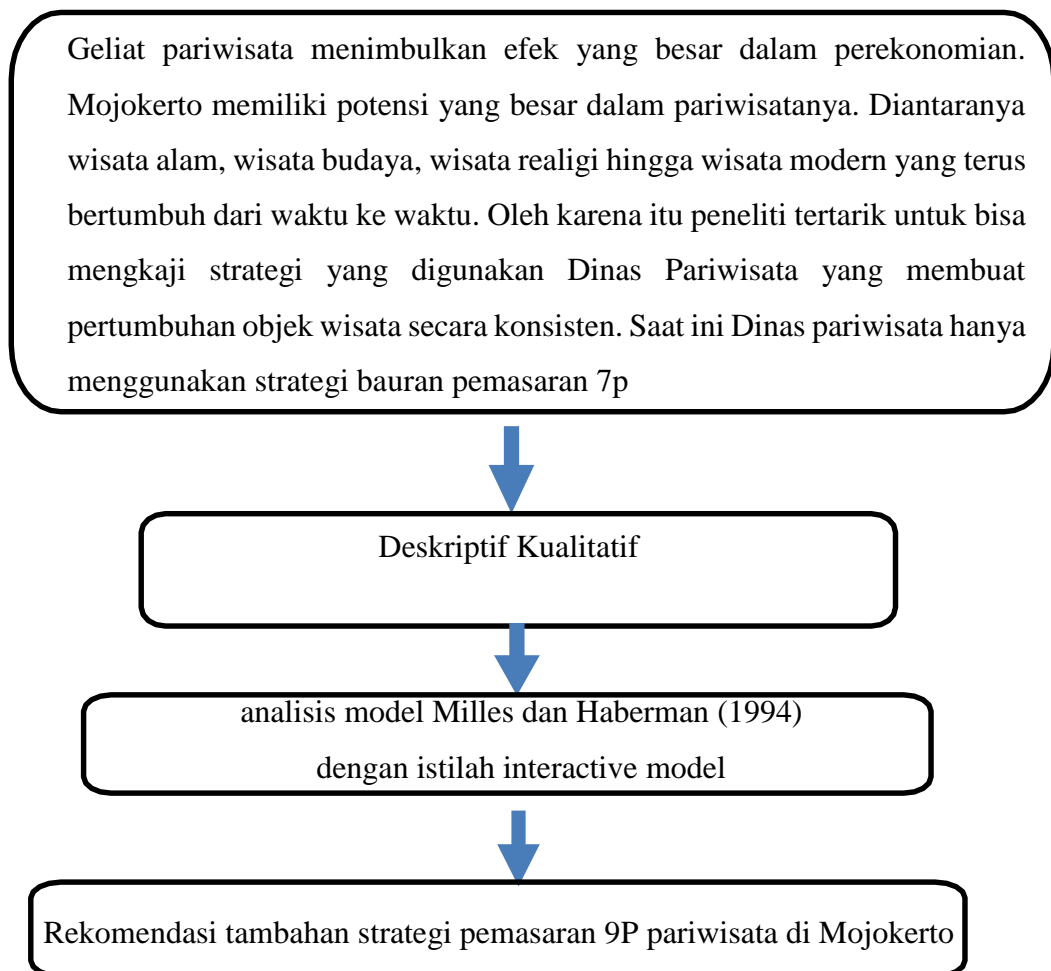 Geliat pariwisata menimbulkan efek yang besar dalam perekonomian.
Mojokerto memiliki potensi yang besar dalam pariwisatanya. Diantaranya
wisata alam, wisata budaya, wisata realigi hingga wisata modern yang terus
bertumbuh dari waktu ke waktu. Oleh karena itu peneliti tertarik untuk bisa
mengkaji strategi yang digunakan Dinas Pariwisata yang membuat
pertumbuhan objek wisata secara konsisten. Saat ini Dinas pariwisata hanya
menggunakan strategi bauran pemasaran 7p
Deskriptif Kualitatif
analisis model Milles dan Haberman (1994)
dengan istilah interactive model
Rekomendasi tambahan strategi pemasaran 9P pariwisata di Mojokerto